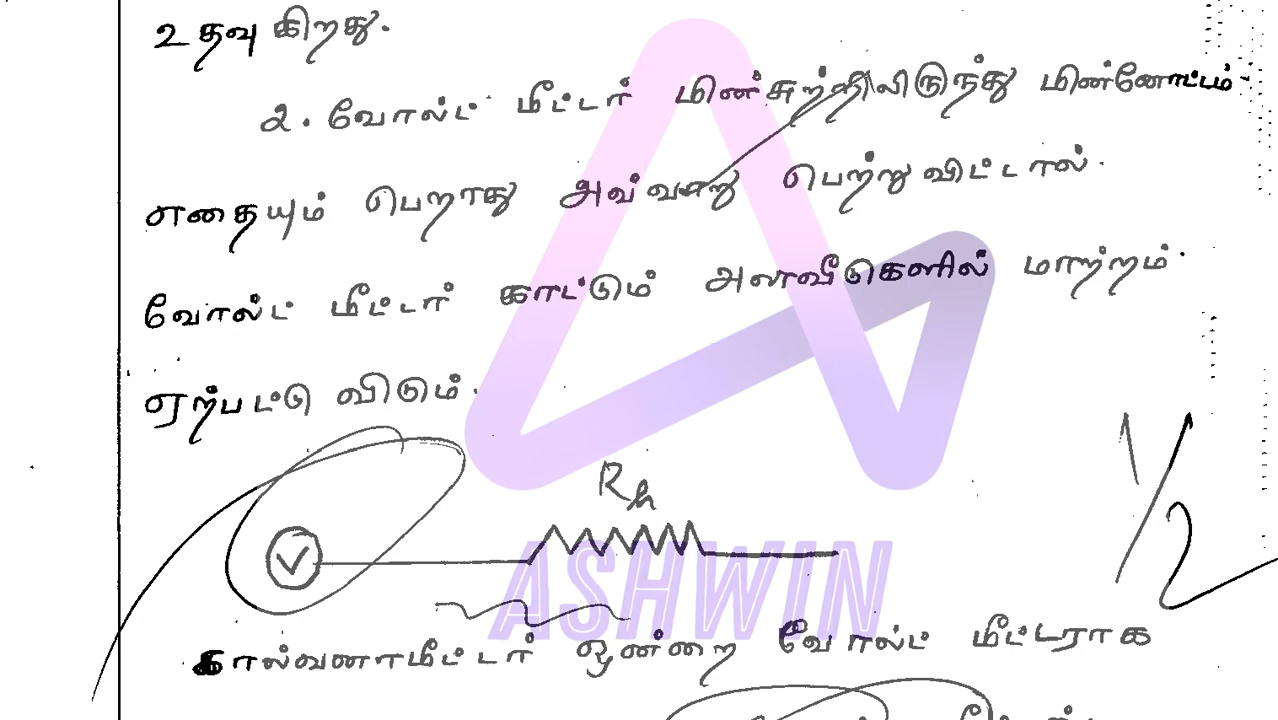 உதவுகிறது.
2. வோல்ட் மீட்டர் மின்சுற்றிலிருந்து மின்னோட்டம்
எதையும் பெறாது அவ்வாறு பெற்றுவிட்டால்.
வோல்ட் மீட்டர் காட்டும் அளவீடுகளில் மாற்றம்
ஏற்பட்டு விடும்.
Rh
V
1/2
ASHWIN
கால்வனாமீட்டர் ஒன்றை வோல்ட் மீட்டராக